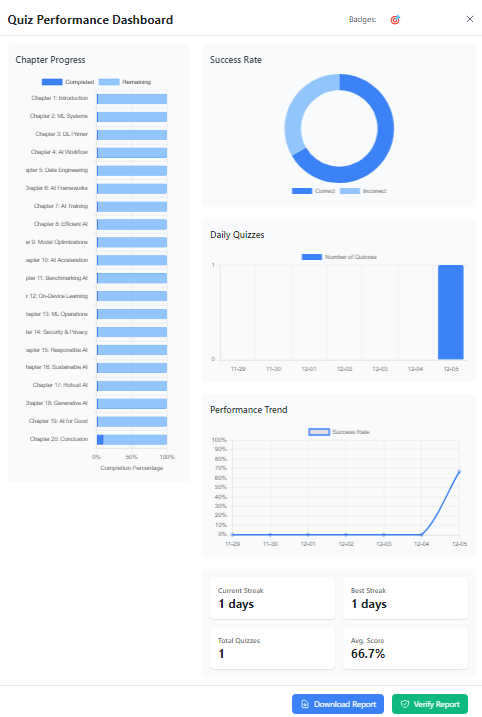 Quiz Performance Dashboard
Badges:
Chapter Progress
Completed Remaining
Chapter 1: Introduction
Chapter 2: ML Systems
Chapter 3: DL Primer
Chapter 4: AI Workflow
apter 5: Data Engineering
Chapter 6: AI Frameworks
Chapter 7: AI Training
Chapter 8: Efficient AI
er 9: Model Optimizations
apter 10: AI Acceleration
pter 11: Benchmarking AI
r 12: On-Device Learning
hapter 13: ML Operations
ter 14: Security & Privacy
apter 15: Responsible AI
hapter 16: Sustainable AI
Chapter 17: Robust AI
Chapter 18: Generative AI
Chapter 19: AI for Good
Chapter 20: Conclusion
0% 50% 100%
Completion Percentage
Success Rate
Correct Incorrect
Daily Quizzes
Number of Quizzes
1
0
11-29 11-30 12-01 12-02 12-03 12-04 12-05
Performance Trend
Success Rate
100%
90%
80%
70%
60%
50%
40%
30%
20%
10%
0%
11-29 11-30 12-01 12-02 12-03 12-04 12-05
Current Streak
1 days
Best Streak
1 days
Total Quizzes
1
Avg. Score
66.7%
Download Report
Verify Report